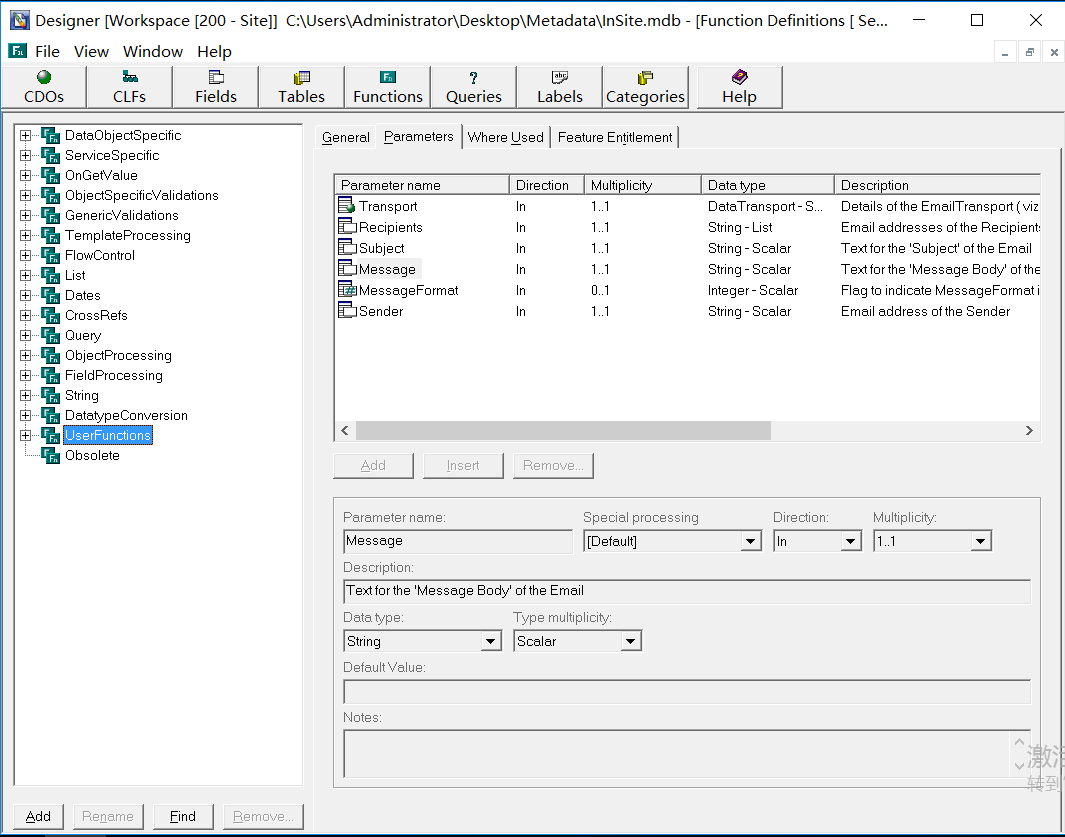 Designer [Workspace [200 - Site]] C:\Users\Administrator\Desktop\Metadata\InSite.mdb - [Function Definitions [ Se...
File View Window Help
CDOs CLFs Fields Tables Functions Queries Labels Categories Help
DataObjectSpecific
ServiceSpecific
OnGetValue
ObjectSpecificValidations
GenericValidations
TemplateProcessing
FlowControl
List
Dates
CrossRefs
Query
ObjectProcessing
FieldProcessing
String
DatatypeConversion
UserFunctions
Obsolete
Add Rename Find Remove...
General Parameters Where Used Feature Entitlement
Parameter name Direction Multiplicity Data type Description
Transport In 1..1 DataTransport - S... Details of the EmailTransport ( viz
Recipients In 1..1 String - List Email addresses of the Recipients
Subject In 1..1 String - Scalar Text for the 'Subject' of the Email
Message In 1..1 String - Scalar Text for the 'Message Body' of the
MessageFormat In 0..1 Integer - Scalar Flag to indicate MessageFormat i
Sender In 1..1 String - Scalar Email address of the Sender
Add Insert Remove...
Parameter name: Special processing Direction: Multiplicity:
Message [Default] In 1..1
Description:
Text for the 'Message Body' of the Email
Data type: Type multiplicity:
String Scalar
Default Value:
Notes:
激活
转到